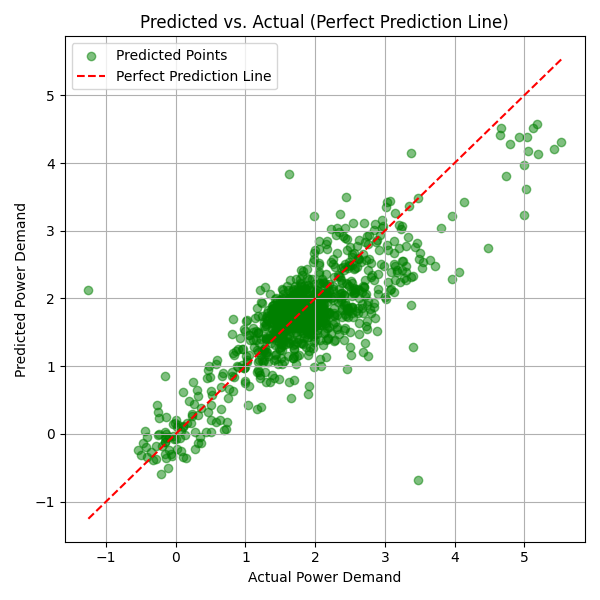 Predicted vs. Actual (Perfect Prediction Line)
Predicted Points
Perfect Prediction Line
5
4
3
2
1
0
−1
Predicted Power Demand
−1 0 1 2 3 4 5
Actual Power Demand